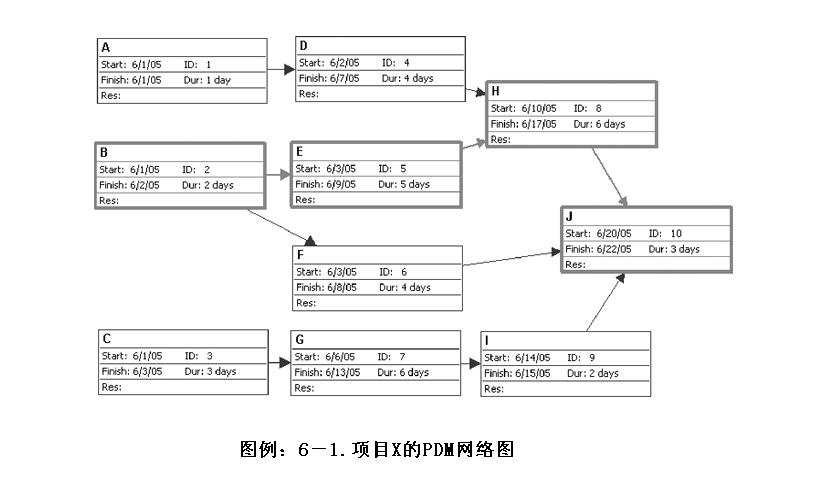 A
Start: 6/1/05 ID: 1
Finish: 6/1/05 Dur: 1 day
Res:
D
Start: 6/2/05 ID: 4
Finish: 6/7/05 Dur: 4 days
Res:
H
Start: 6/10/05 ID: 8
Finish: 6/17/05 Dur: 6 days
Res:
B
Start: 6/1/05 ID: 2
Finish: 6/2/05 Dur: 2 days
Res:
E
Start: 6/3/05 ID: 5
Finish: 6/9/05 Dur: 5 days
Res:
J
Start: 6/20/05 ID: 10
Finish: 6/22/05 Dur: 3 days
Res:
F
Start: 6/3/05 ID: 6
Finish: 6/8/05 Dur: 4 days
Res:
C
Start: 6/1/05 ID: 3
Finish: 6/3/05 Dur: 3 days
Res:
G
Start: 6/6/05 ID: 7
Finish: 6/13/05 Dur: 6 days
Res:
I
Start: 6/14/05 ID: 9
Finish: 6/15/05 Dur: 2 days
Res:
图例：6－1.项目X的PDM网络图